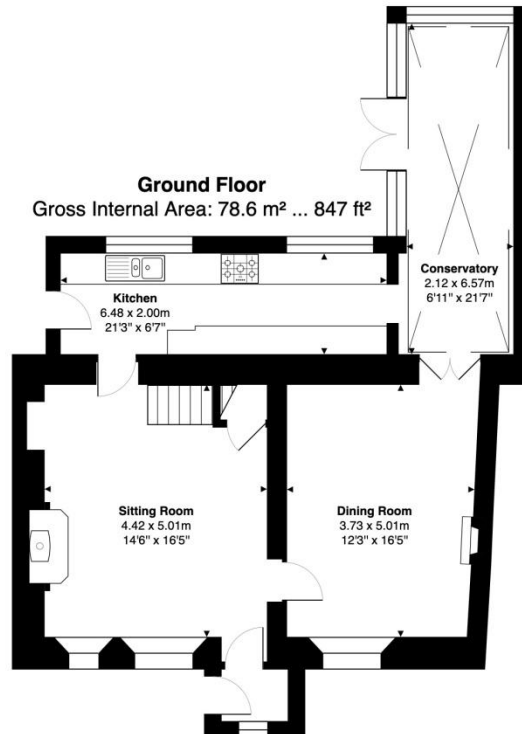 Ground Floor
Gross Internal Area: 78.6 m² ... 847 ft²
Conservatory
2.12 x 6.57m
6'11" x 21'7"
Kitchen
6.48 x 2.00m
21'3" x 6'7"
Sitting Room
4.42 x 5.01m
14'6" x 16'5"
Dining Room
3.73 x 5.01m
12'3" x 16'5"